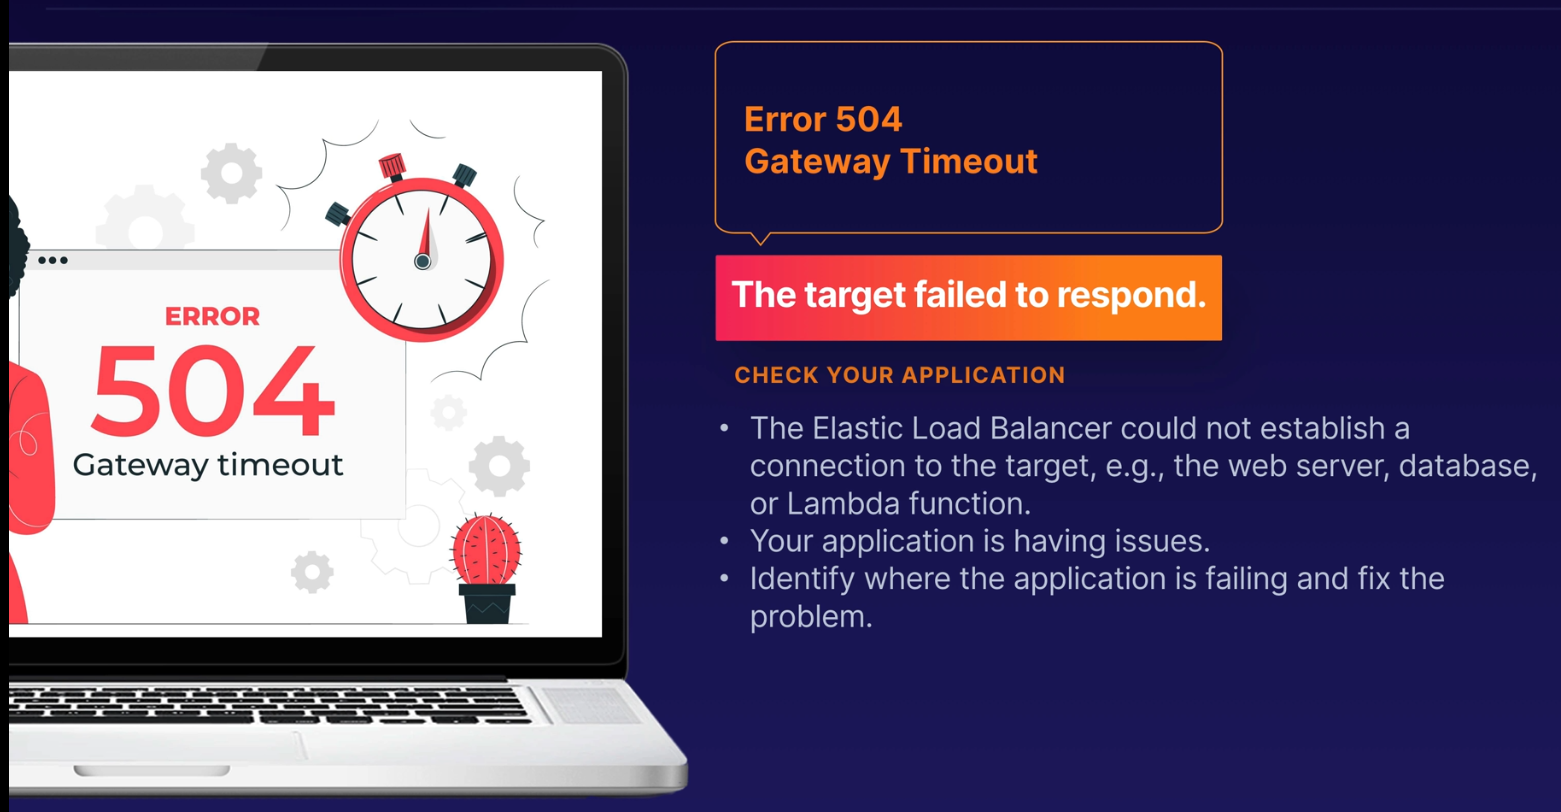 ERROR
504
Gateway timeout
Error 504
Gateway Timeout
The target failed to respond.
CHECK YOUR APPLICATION
• The Elastic Load Balancer could not establish a
connection to the target, e.g., the web server, database,
or Lambda function.
• Your application is having issues.
• Identify where the application is failing and fix the
problem.